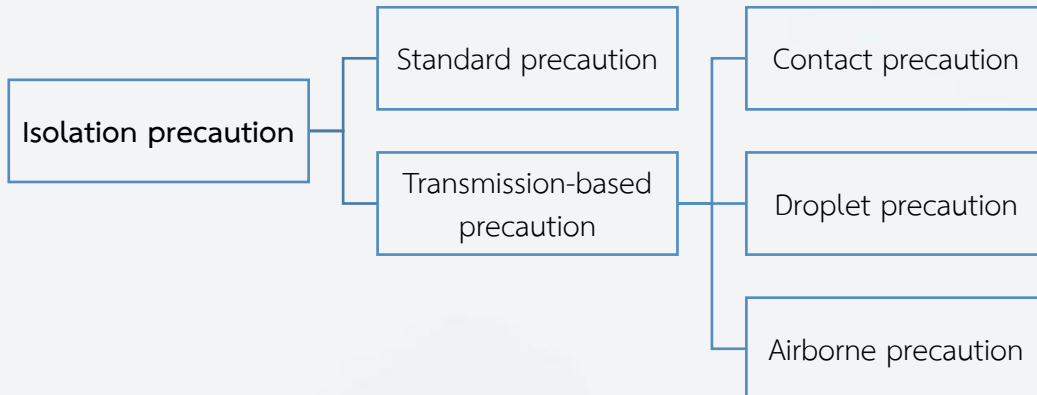 Isolation precaution
Standard precaution
Transmission-based
precaution
Contact precaution
Droplet precaution
Airborne precaution